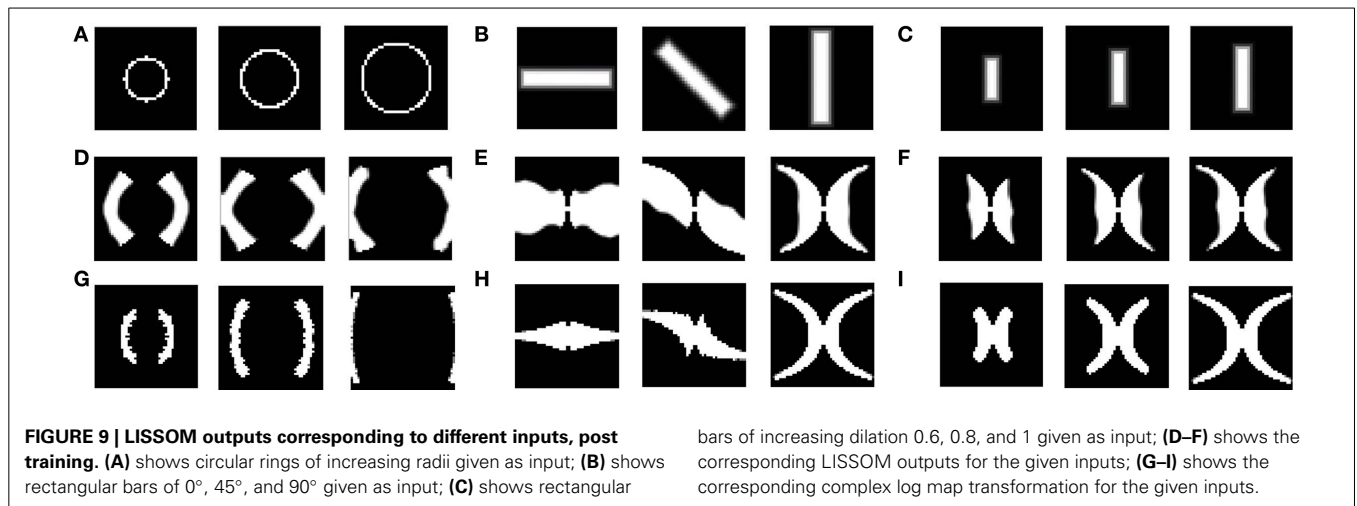 A
B
C
D
E
F
G
H
I
FIGURE 9 | LISSOM outputs corresponding to different inputs, post
training. (A) shows circular rings of increasing radii given as input; (B) shows
rectangular bars of 0°, 45°, and 90° given as input; (C) shows rectangular
bars of increasing dilation 0.6, 0.8, and 1 given as input; (D–F) shows the
corresponding LISSOM outputs for the given inputs; (G–I) shows the
corresponding complex log map transformation for the given inputs.